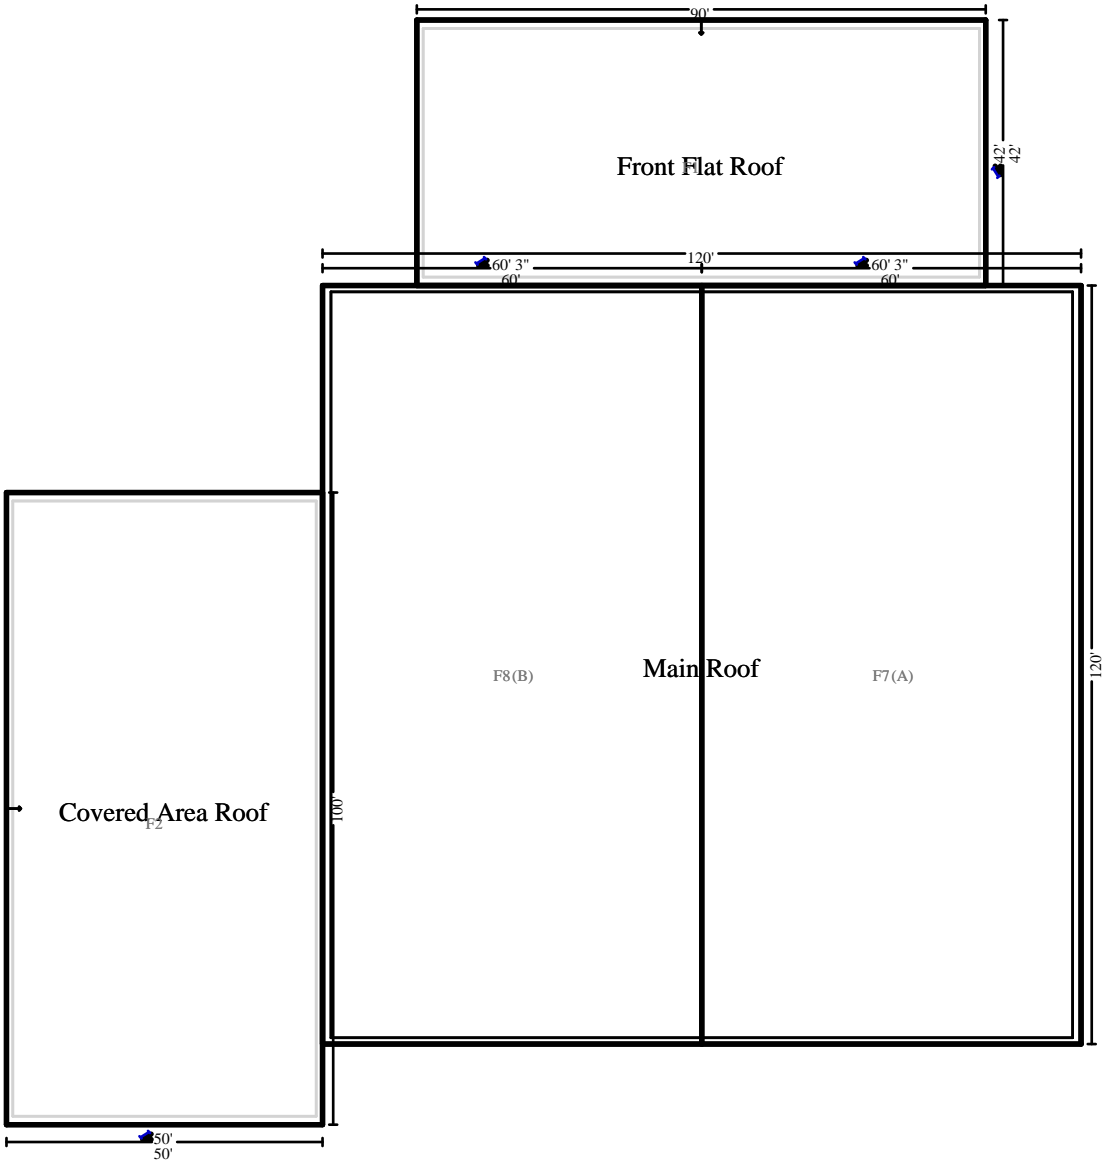 90'
42'
42'
Front Flat Roof
F1
120'
60' 3"
60' 3"
60'
60'
Main Roof
F8(B)
F7(A)
120'
100'
Covered Area Roof
F2
50'
50'